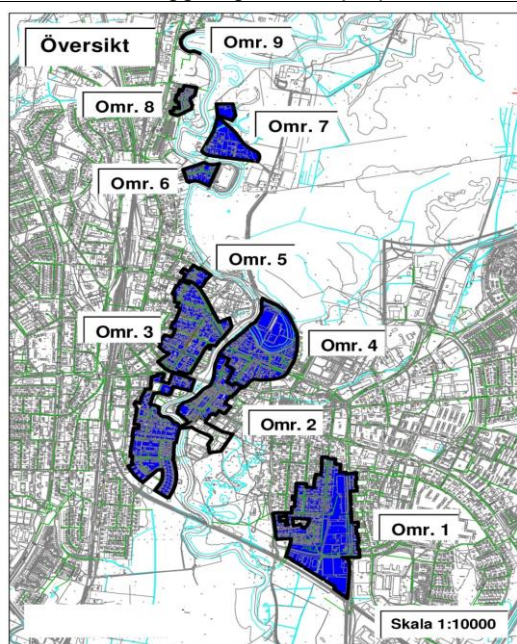 Översikt
Omr. 9
Omr. 8
Omr. 7
Omr. 6
Omr. 5
Omr. 3
Omr. 4
Omr. 2
Omr. 1
Skala 1:10000